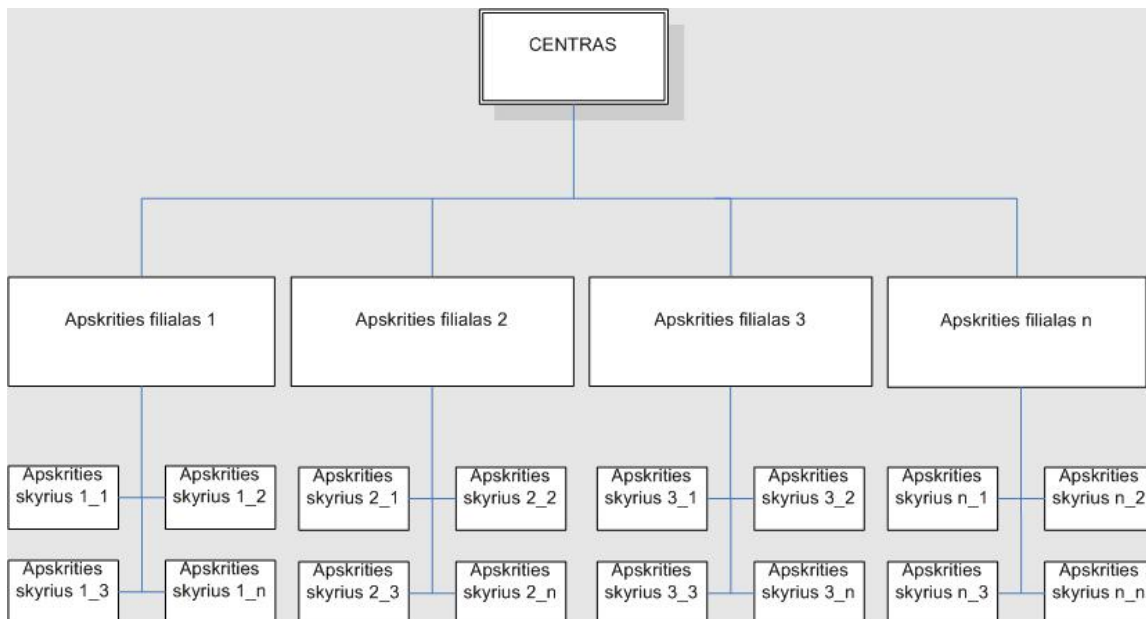 CENTRAS
Apskrities filialas 1
Apskrities filialas 2
Apskrities filialas 3
Apskrities filialas n
Apskrities
skyrius 1_1
Apskrities
skyrius 1_2
Apskrities
skyrius 2_1
Apskrities
skyrius 2_2
Apskrities
skyrius 3_1
Apskrities
skyrius 3_2
Apskrities
skyrius n_1
Apskrities
skyrius n_2
Apskrities
skyrius 1_3
Apskrities
skyrius 1_n
Apskrities
skyrius 2_3
Apskrities
skyrius 2_n
Apskrities
skyrius 3_3
Apskrities
skyrius 3_n
Apskrities
skyrius n_3
Apskrities
skyrius n_n